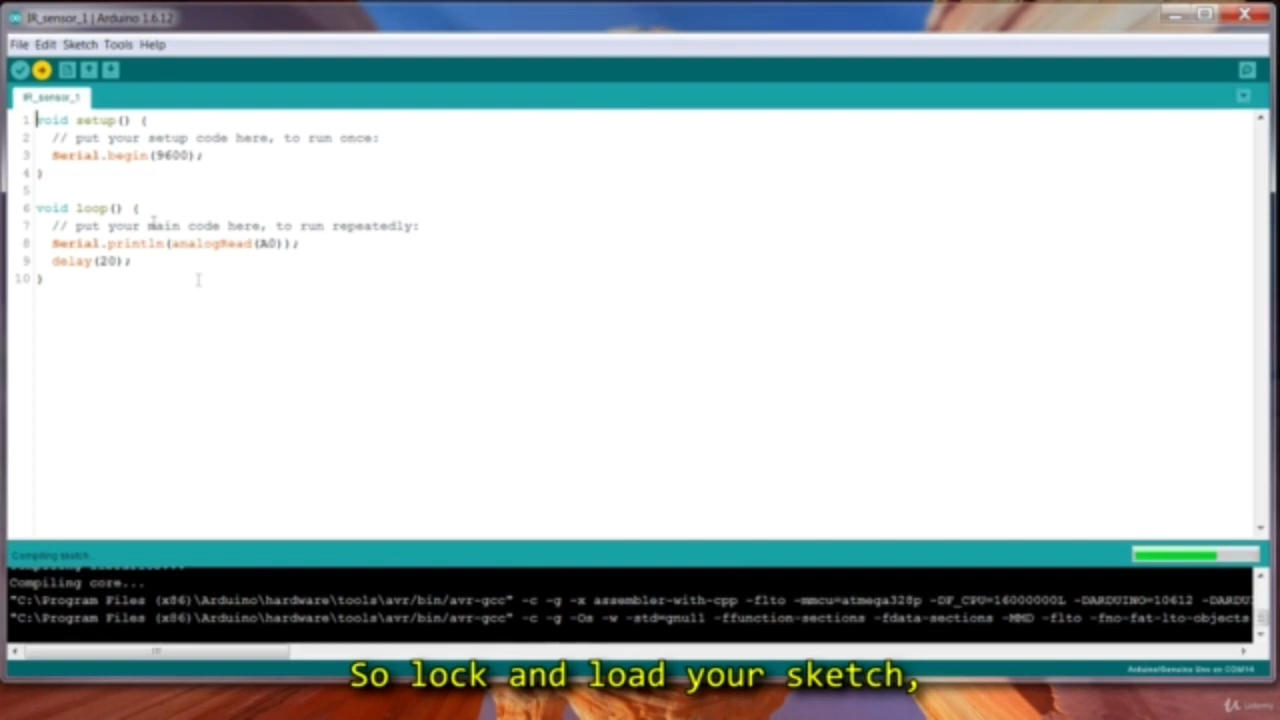 IR_sensor_1 | Arduino 1.6.12
File Edit Sketch Tools Help
IR_sensor_1
1 void setup() {
2 // put your setup code here, to run once:
3 Serial.begin(9600);
4 }
5
6 void loop() {
7 // put your main code here, to run repeatedly:
8 Serial.println(analogRead(A0));
9 delay(20);
10 }
Compiling sketch...
Compiling core...
"C:\Program Files (x86)\Arduino\hardware\tools\avr/bin/avr-gcc" -c -g -x assembler-with-cpp -flto -mmcu=atmega328p -DF_CPU=16000000L -DARDUINO=10612 -DARDU
"C:\Program Files (x86)\Arduino\hardware\tools\avr/bin/avr-gcc" -c -g -Os -w -std=gnu11 -ffunction-sections -fdata-sections -MMD -flto -fno-fat-lto-objects
Arduino/Genuino Uno on COM14
So lock and load your sketch,
Udemy